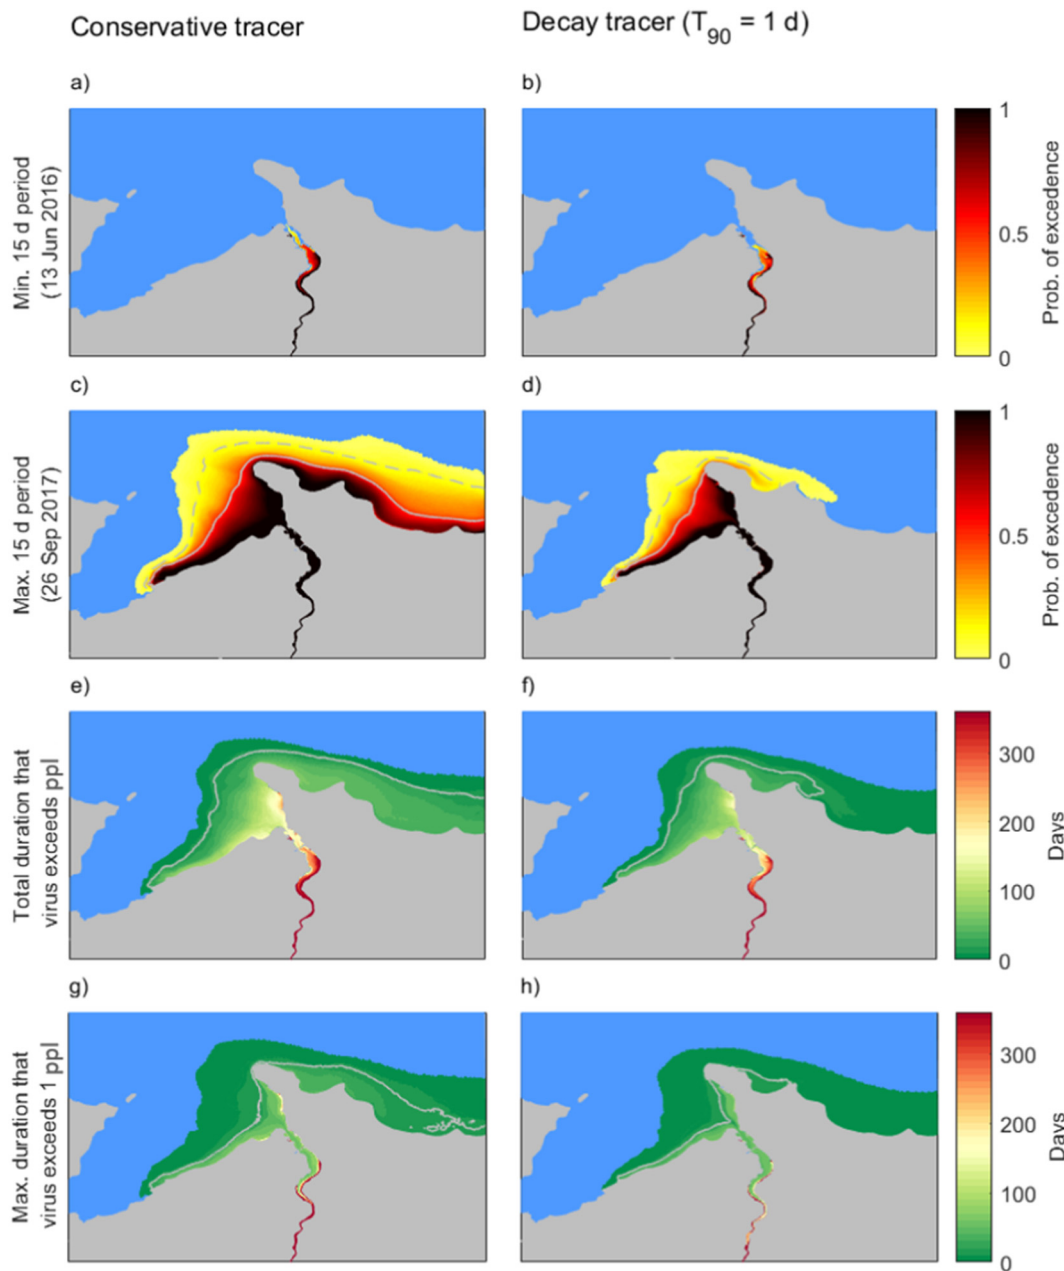 Conservative tracer
Decay tracer (T90 = 1 d)
a)
b)
Min. 15 d period
(13 Jun 2016)
1
0.5
0
Prob. of excedence
c)
d)
Max. 15 d period
(26 Sep 2017)
1
0.5
0
Prob. of excedence
e)
f)
Total duration that
virus exceeds ppl
300
200
100
0
Days
g)
h)
Max. duration that
virus exceeds 1 ppl
300
200
100
0
Days